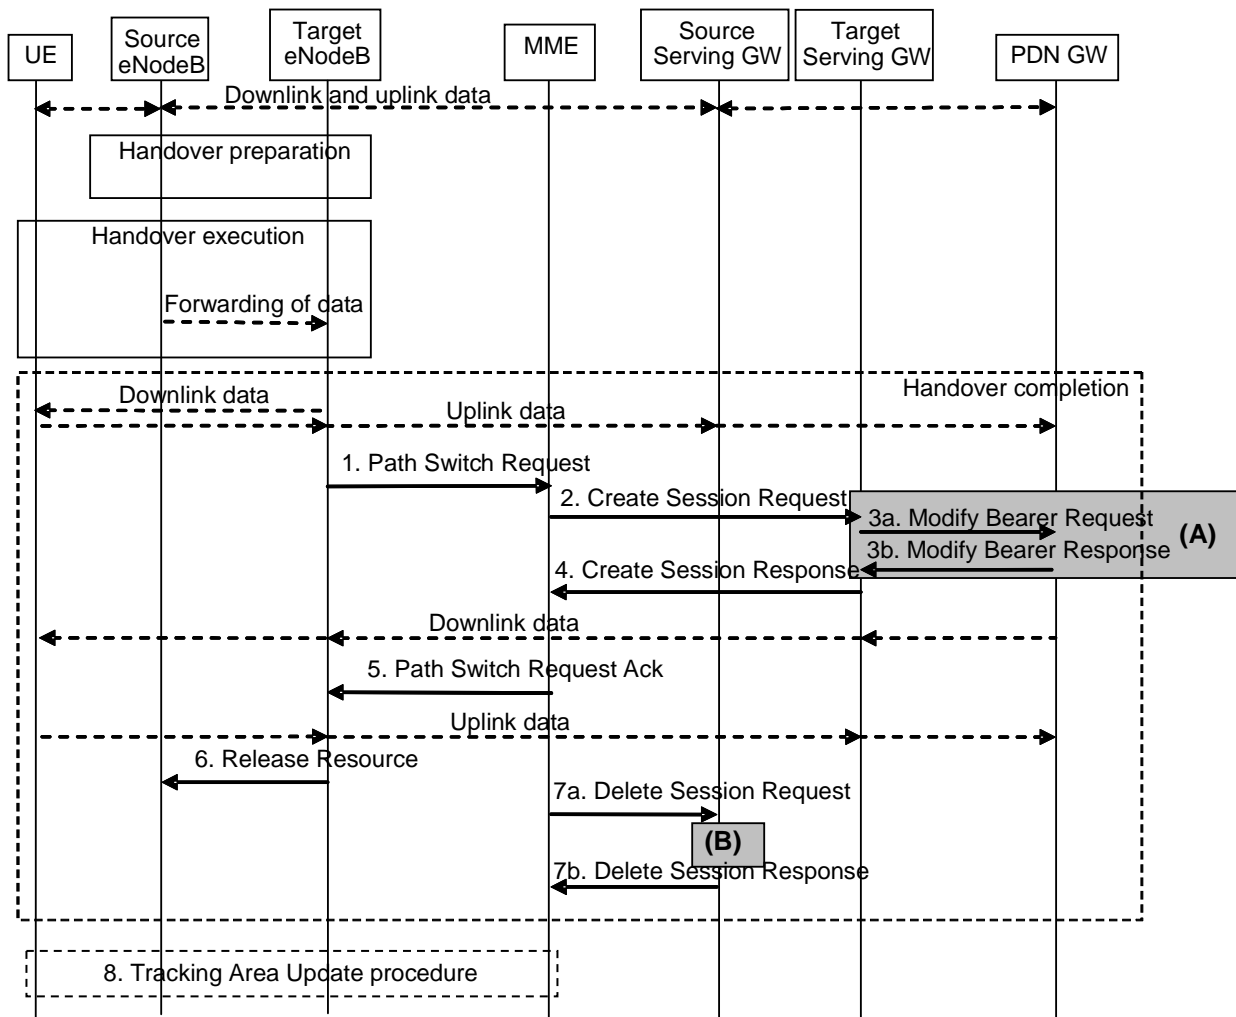 UE
Source
eNodeB
Target
eNodeB
MME
Source
Serving GW
Target
Serving GW
PDN GW
Downlink and uplink data
Handover preparation
Handover execution
Forwarding of data
Handover completion
Downlink data
Uplink data
1. Path Switch Request
2. Create Session Request
3a. Modify Bearer Request
(A)
3b. Modify Bearer Response
4. Create Session Response
Downlink data
5. Path Switch Request Ack
Uplink data
6. Release Resource
7a. Delete Session Request
(B)
7b. Delete Session Response
8. Tracking Area Update procedure